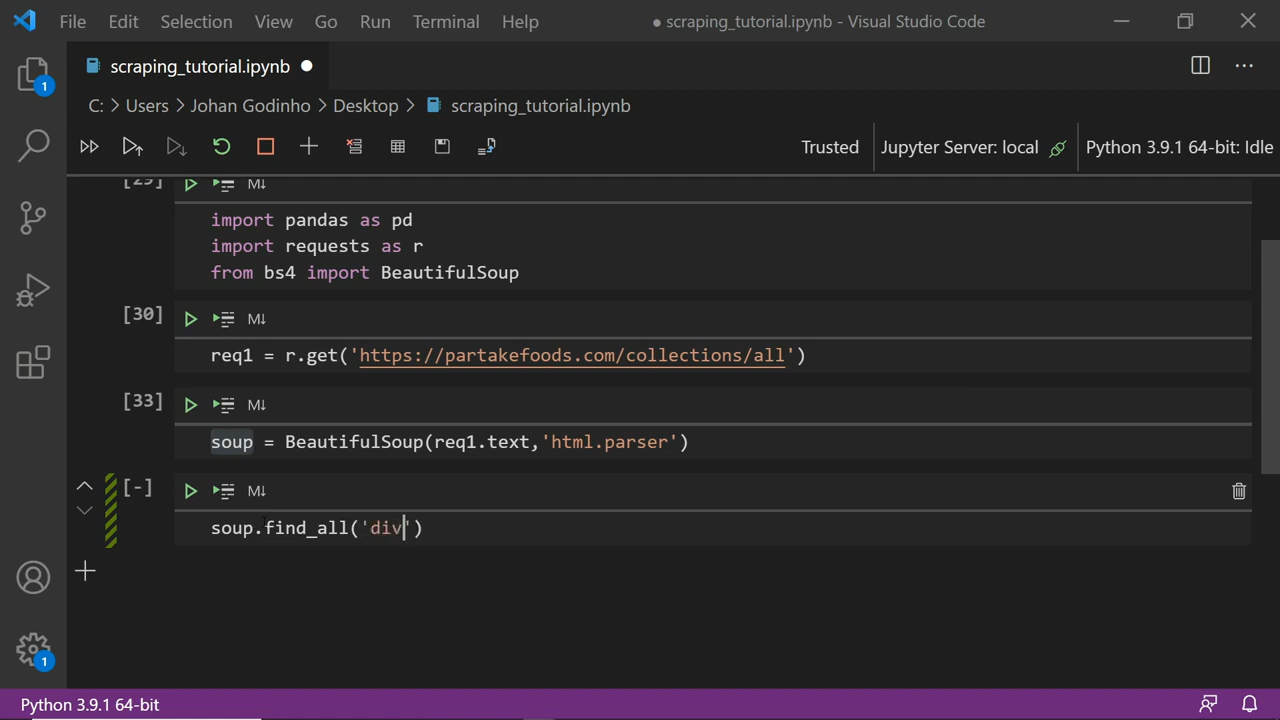 File Edit Selection View Go Run Terminal Help ● scraping_tutorial.ipynb - Visual Studio Code
scraping_tutorial.ipynb
C: > Users > Johan Godinho > Desktop > scraping_tutorial.ipynb
Trusted Jupyter Server: local Python 3.9.1 64-bit: Idle
1
[29] M↓
import pandas as pd
import requests as r
from bs4 import BeautifulSoup
[30] M↓
req1 = r.get('https://partakefoods.com/collections/all')
[33] M↓
soup = BeautifulSoup(req1.text,'html.parser')
[-] M↓
soup.find_all('div')
1
Python 3.9.1 64-bit